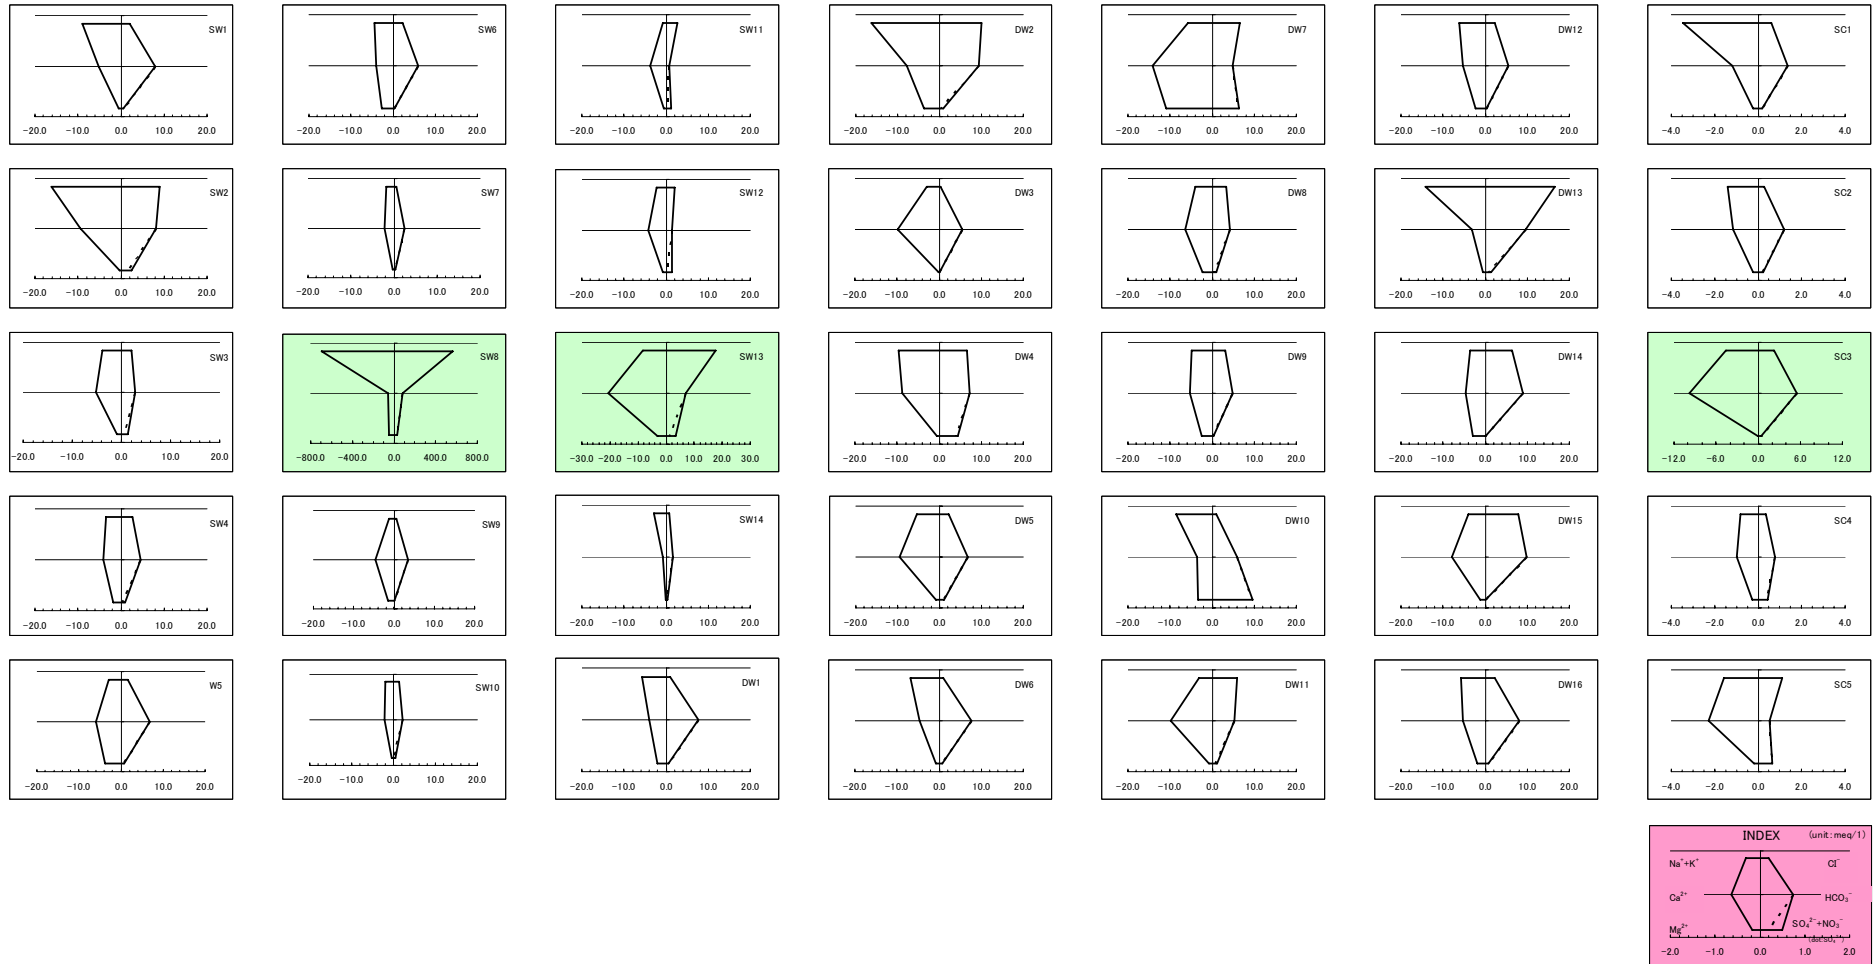 SW1
-20.0 -10.0 0.0 10.0 20.0
SW6
-20.0 -10.0 0.0 10.0 20.0
SW11
-20.0 -10.0 0.0 10.0 20.0
DW2
-20.0 -10.0 0.0 10.0 20.0
DW7
-20.0 -10.0 0.0 10.0 20.0
DW12
-20.0 -10.0 0.0 10.0 20.0
SC1
-4.0 -2.0 0.0 2.0 4.0
SW2
-20.0 -10.0 0.0 10.0 20.0
SW7
-20.0 -10.0 0.0 10.0 20.0
SW12
-20.0 -10.0 0.0 10.0 20.0
DW3
-20.0 -10.0 0.0 10.0 20.0
DW8
-20.0 -10.0 0.0 10.0 20.0
DW13
-20.0 -10.0 0.0 10.0 20.0
SC2
-4.0 -2.0 0.0 2.0 4.0
SW3
-20.0 -10.0 0.0 10.0 20.0
SW8
-800.0 -400.0 0.0 400.0 800.0
SW13
-30.0 -20.0 -10.0 0.0 10.0 20.0 30.0
DW4
-20.0 -10.0 0.0 10.0 20.0
DW9
-20.0 -10.0 0.0 10.0 20.0
DW14
-20.0 -10.0 0.0 10.0 20.0
SC3
-12.0 -6.0 0.0 6.0 12.0
SW4
-20.0 -10.0 0.0 10.0 20.0
SW9
-20.0 -10.0 0.0 10.0 20.0
SW14
-20.0 -10.0 0.0 10.0 20.0
DW5
-20.0 -10.0 0.0 10.0 20.0
DW10
-20.0 -10.0 0.0 10.0 20.0
DW15
-20.0 -10.0 0.0 10.0 20.0
SC4
-4.0 -2.0 0.0 2.0 4.0
W5
-20.0 -10.0 0.0 10.0 20.0
SW10
-20.0 -10.0 0.0 10.0 20.0
DW1
-20.0 -10.0 0.0 10.0 20.0
DW6
-20.0 -10.0 0.0 10.0 20.0
DW11
-20.0 -10.0 0.0 10.0 20.0
DW16
-20.0 -10.0 0.0 10.0 20.0
SC5
-4.0 -2.0 0.0 2.0 4.0
INDEX (unit:meq/l)
Na⁺+K⁺ Cl⁻
Ca²⁺ HCO₃⁻
Mg²⁺ SO₄²⁻+NO₃⁻
(dot:SO₄²⁻)
-2.0 -1.0 0.0 1.0 2.0